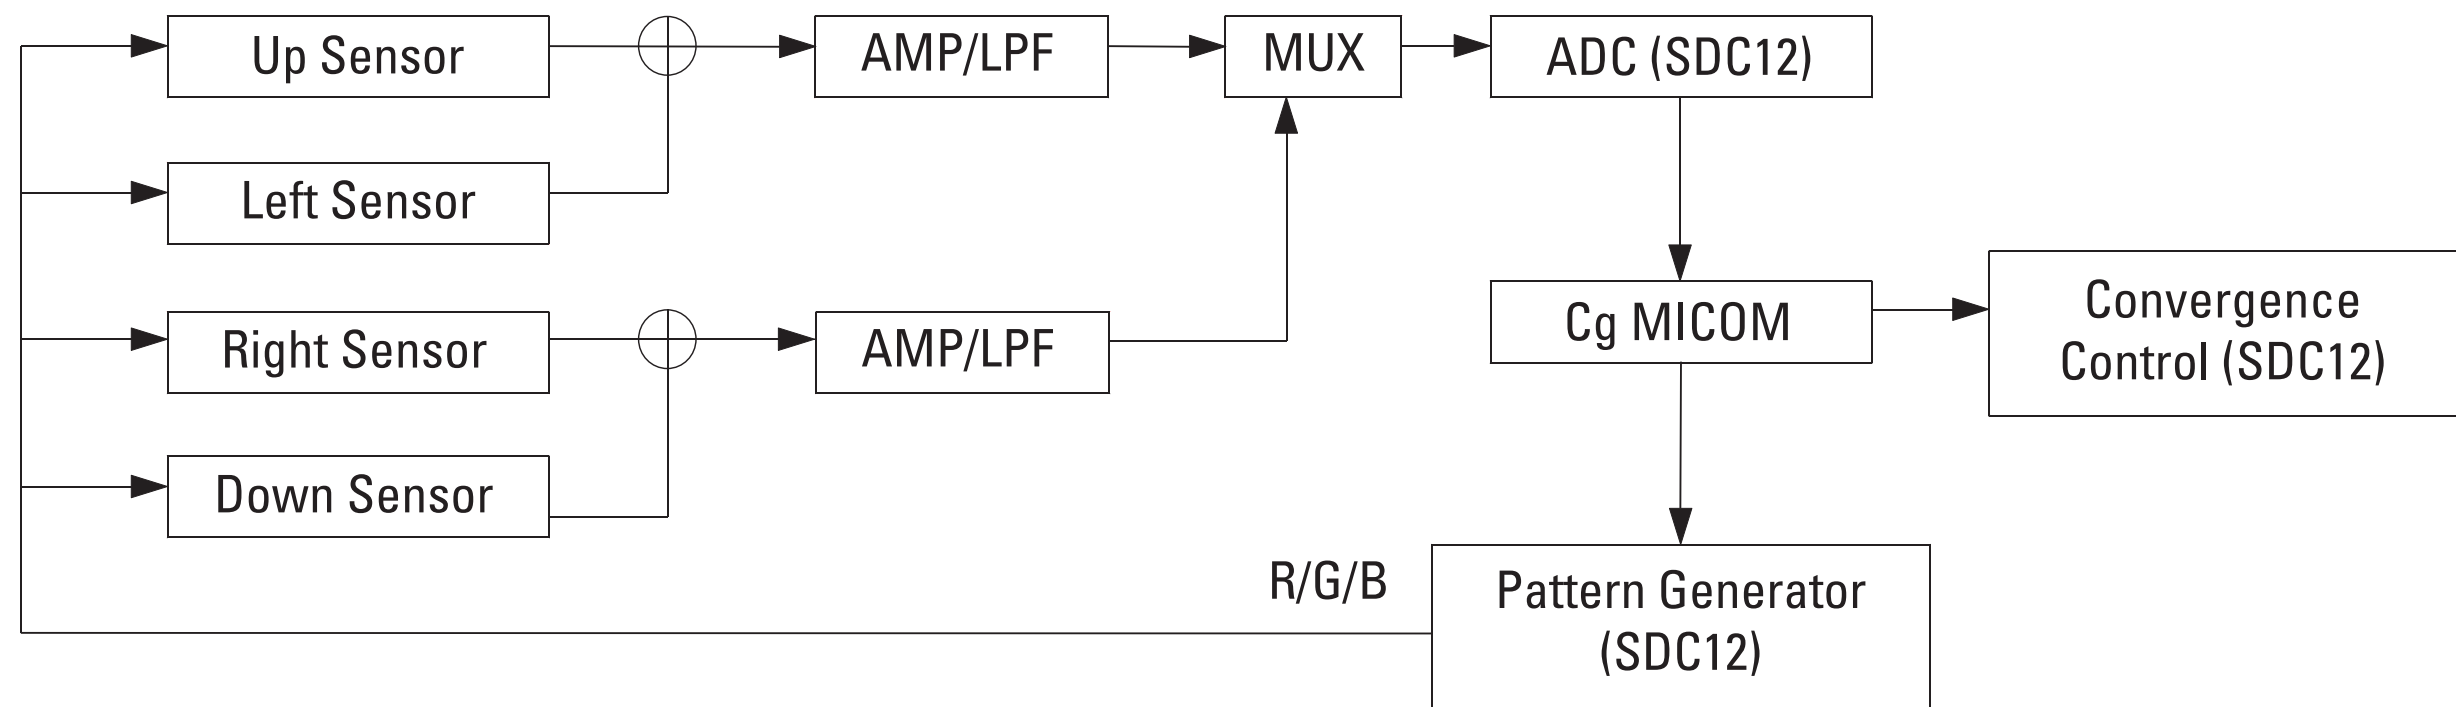 Up Sensor
AMP/LPF
MUX
ADC (SDC12)
Left Sensor
Right Sensor
AMP/LPF
Cg MICOM
Convergence
Control (SDC12)
Down Sensor
R/G/B
Pattern Generator
(SDC12)